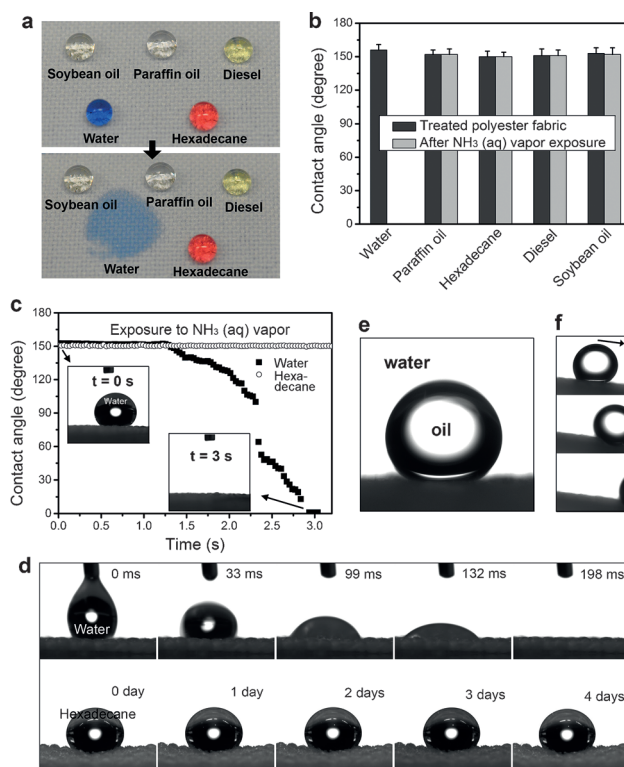 a
Soybean oil
Paraffin oil
Diesel
Water
Hexadecane
Soybean oil
Paraffin oil
Diesel
Water
Hexadecane
b
Contact angle (degree)
180
150
120
90
60
30
0
Treated polyester fabric
After NH₃ (aq) vapor exposure
Water
Paraffin oil
Hexadecane
Diesel
Soybean oil
c
Contact angle (degree)
180
150
120
90
60
30
0
Exposure to NH₃ (aq) vapor
Water
Hexa-
decane
t = 0 s
Water
t = 3 s
0.0
0.5
1.0
1.5
2.0
2.5
3.0
Time (s)
e
water
oil
f
d
0 ms
33 ms
99 ms
132 ms
198 ms
Water
0 day
1 day
2 days
3 days
4 days
Hexadecane